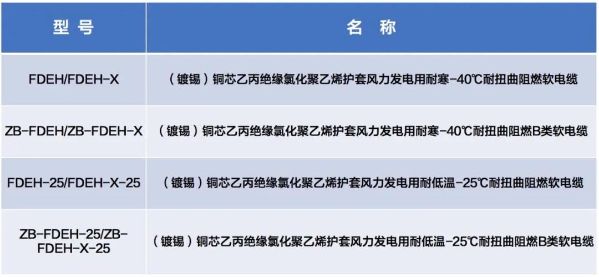 型 号
名 称
FDEH/FDEH-X
（镀锡）铜芯乙丙绝缘氯化聚乙烯护套风力发电用耐寒-40℃耐扭曲阻燃软电缆
ZB-FDEH/ZB-FDEH-X
（镀锡）铜芯乙丙绝缘氯化聚乙烯护套风力发电用耐寒-40℃耐扭曲阻燃B类软电缆
FDEH-25/FDEH-X-25
（镀锡）铜芯乙丙绝缘氯化聚乙烯护套风力发电用耐低温-25℃耐扭曲阻燃软电缆
ZB-FDEH-25/ZB-
FDEH-X-25
（镀锡）铜芯乙丙绝缘氯化聚乙烯护套风力发电用耐低温-25℃耐扭曲阻燃B类软电缆